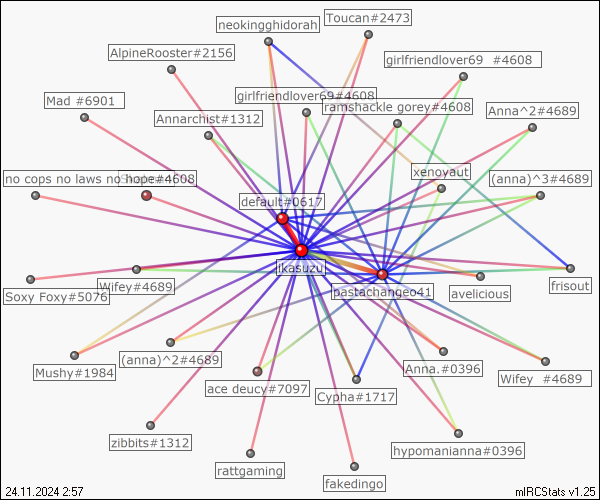 Toucan#2473
neokingghidorah
AlpineRooster#2156
girlfriendlover69 #4608
girlfriendlover69#4608
Mad #6901
ramshackle gorey#4608
Anna^2#4689
Annarchist#1312
xenoyaut
no cops no laws no hope#4608
(anna)^3#4689
default#0617
jkasuzu
Wifey#4689
Soxy Foxy#5076
pastachangeo41
avelicious
frisout
(anna)^2#4689
Mushy#1984
Anna.#0396
Wifey #4689
ace deucy#7097
Cypha#1717
zibbits#1312
hypomanianna#0396
rattgaming
fakedingo
24.11.2024 2:57
mIRCStats v1.25